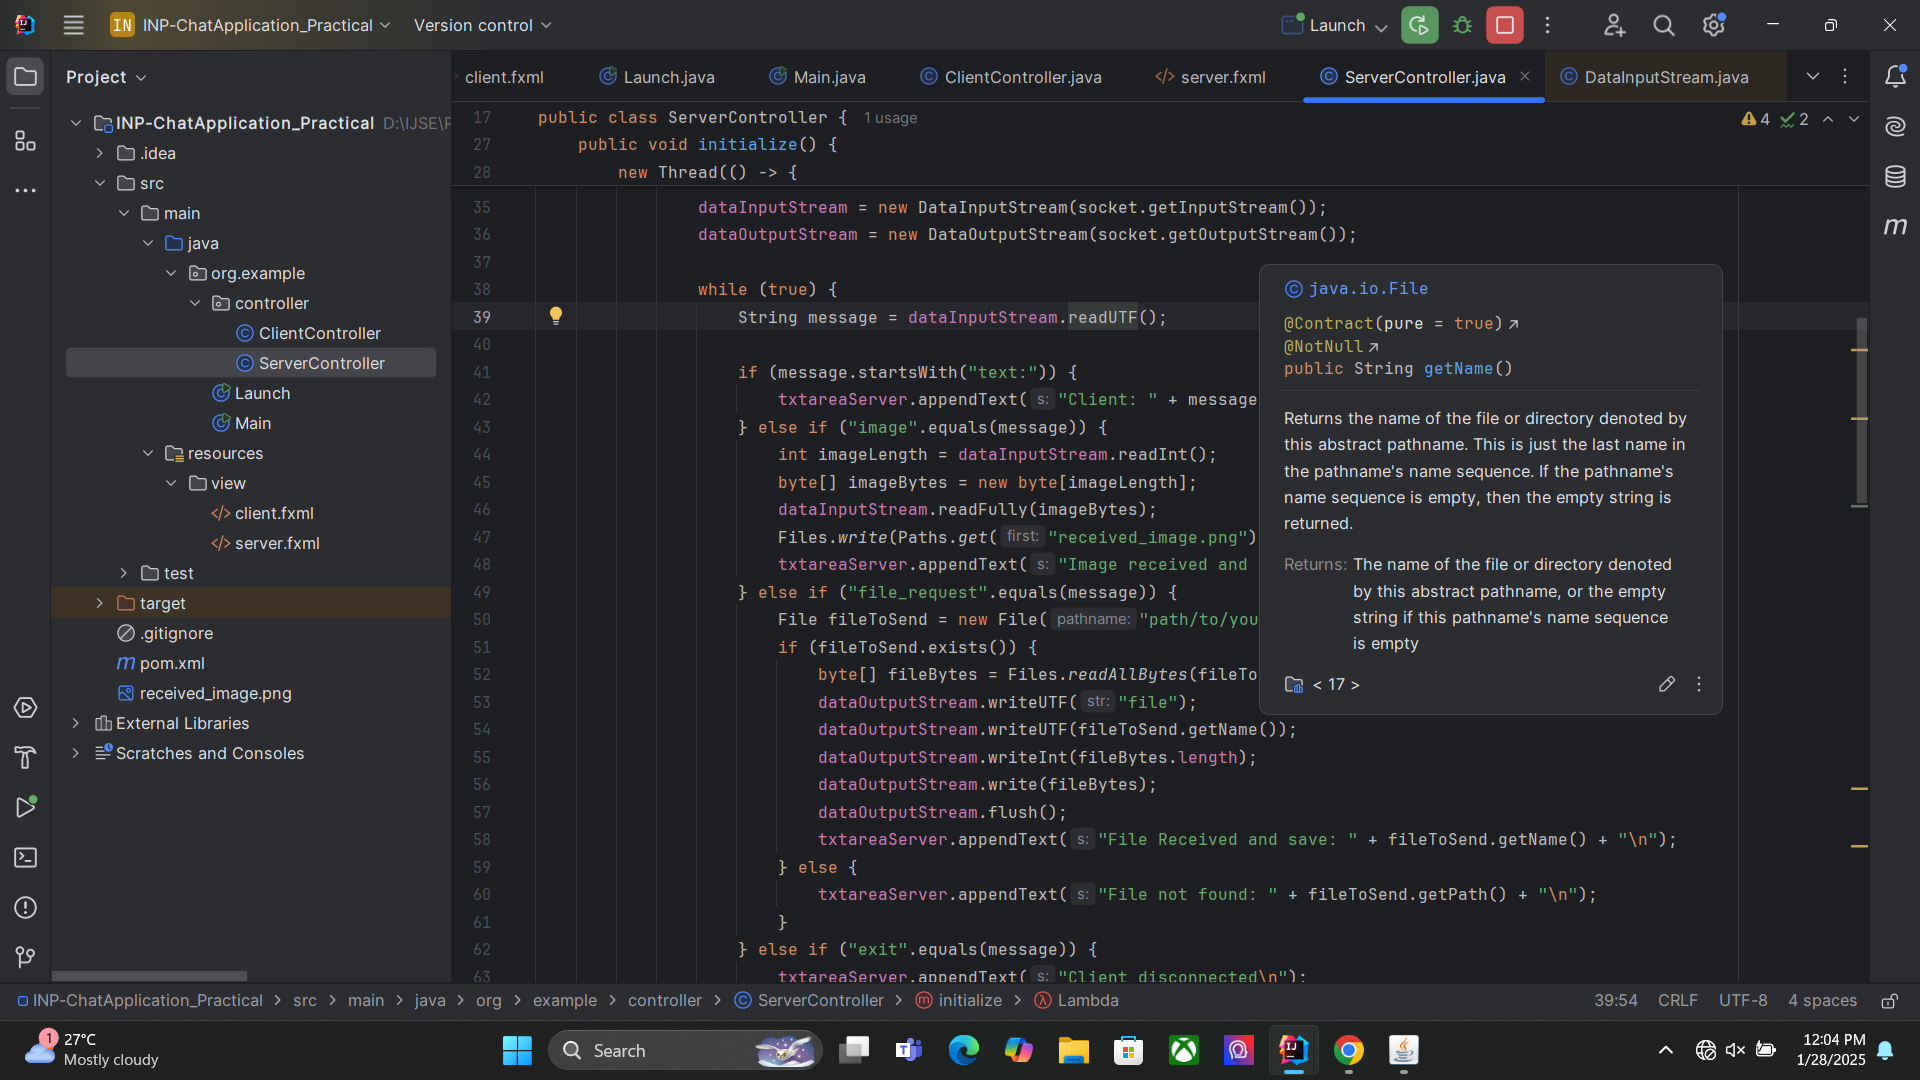 IN INP-ChatApplication_Practical Version control Launch
Project
client.fxml Launch.java Main.java ClientController.java server.fxml ServerController.java DataInputStream.java
INP-ChatApplication_Practical D:\IJSE\
.idea
src
main
java
org.example
controller
ClientController
ServerController
Launch
Main
resources
view
client.fxml
server.fxml
test
target
.gitignore
pom.xml
received_image.png
External Libraries
Scratches and Consoles
4 2
17 public class ServerController { 1 usage
27 public void initialize() {
28 new Thread(() -> {
35 dataInputStream = new DataInputStream(socket.getInputStream());
36 dataOutputStream = new DataOutputStream(socket.getOutputStream());
37
38 while (true) {
39 String message = dataInputStream.readUTF();
40
41 if (message.startsWith("text:")) {
42 txtareaServer.appendText( s: "Client: " + message
43 } else if ("image".equals(message)) {
44 int imageLength = dataInputStream.readInt();
45 byte[] imageBytes = new byte[imageLength];
46 dataInputStream.readFully(imageBytes);
47 Files.write(Paths.get( first: "received_image.png")
48 txtareaServer.appendText( s: "Image received and
49 } else if ("file_request".equals(message)) {
50 File fileToSend = new File( pathname: "path/to/you
51 if (fileToSend.exists()) {
52 byte[] fileBytes = Files.readAllBytes(fileTo
53 dataOutputStream.writeUTF( str: "file");
54 dataOutputStream.writeUTF(fileToSend.getName());
55 dataOutputStream.writeInt(fileBytes.length);
56 dataOutputStream.write(fileBytes);
57 dataOutputStream.flush();
58 txtareaServer.appendText( s: "File Received and save: " + fileToSend.getName() + "\n");
59 } else {
60 txtareaServer.appendText( s: "File not found: " + fileToSend.getPath() + "\n");
61 }
62 } else if ("exit".equals(message)) {
63 txtareaServer.appendText( s: "Client disconnected\n");
java.io.File
@Contract(pure = true)
@NotNull
public String getName()
Returns the name of the file or directory denoted by
this abstract pathname. This is just the last name in
the pathname's name sequence. If the pathname's
name sequence is empty, then the empty string is
returned.
Returns: The name of the file or directory denoted
by this abstract pathname, or the empty
string if this pathname's name sequence
is empty
< 17 >
INP-ChatApplication_Practical > src > main > java > org > example > controller > ServerController > initialize > Lambda 39:54 CRLF UTF-8 4 spaces
1 27°C
Mostly cloudy
Search
12:04 PM
1/28/2025